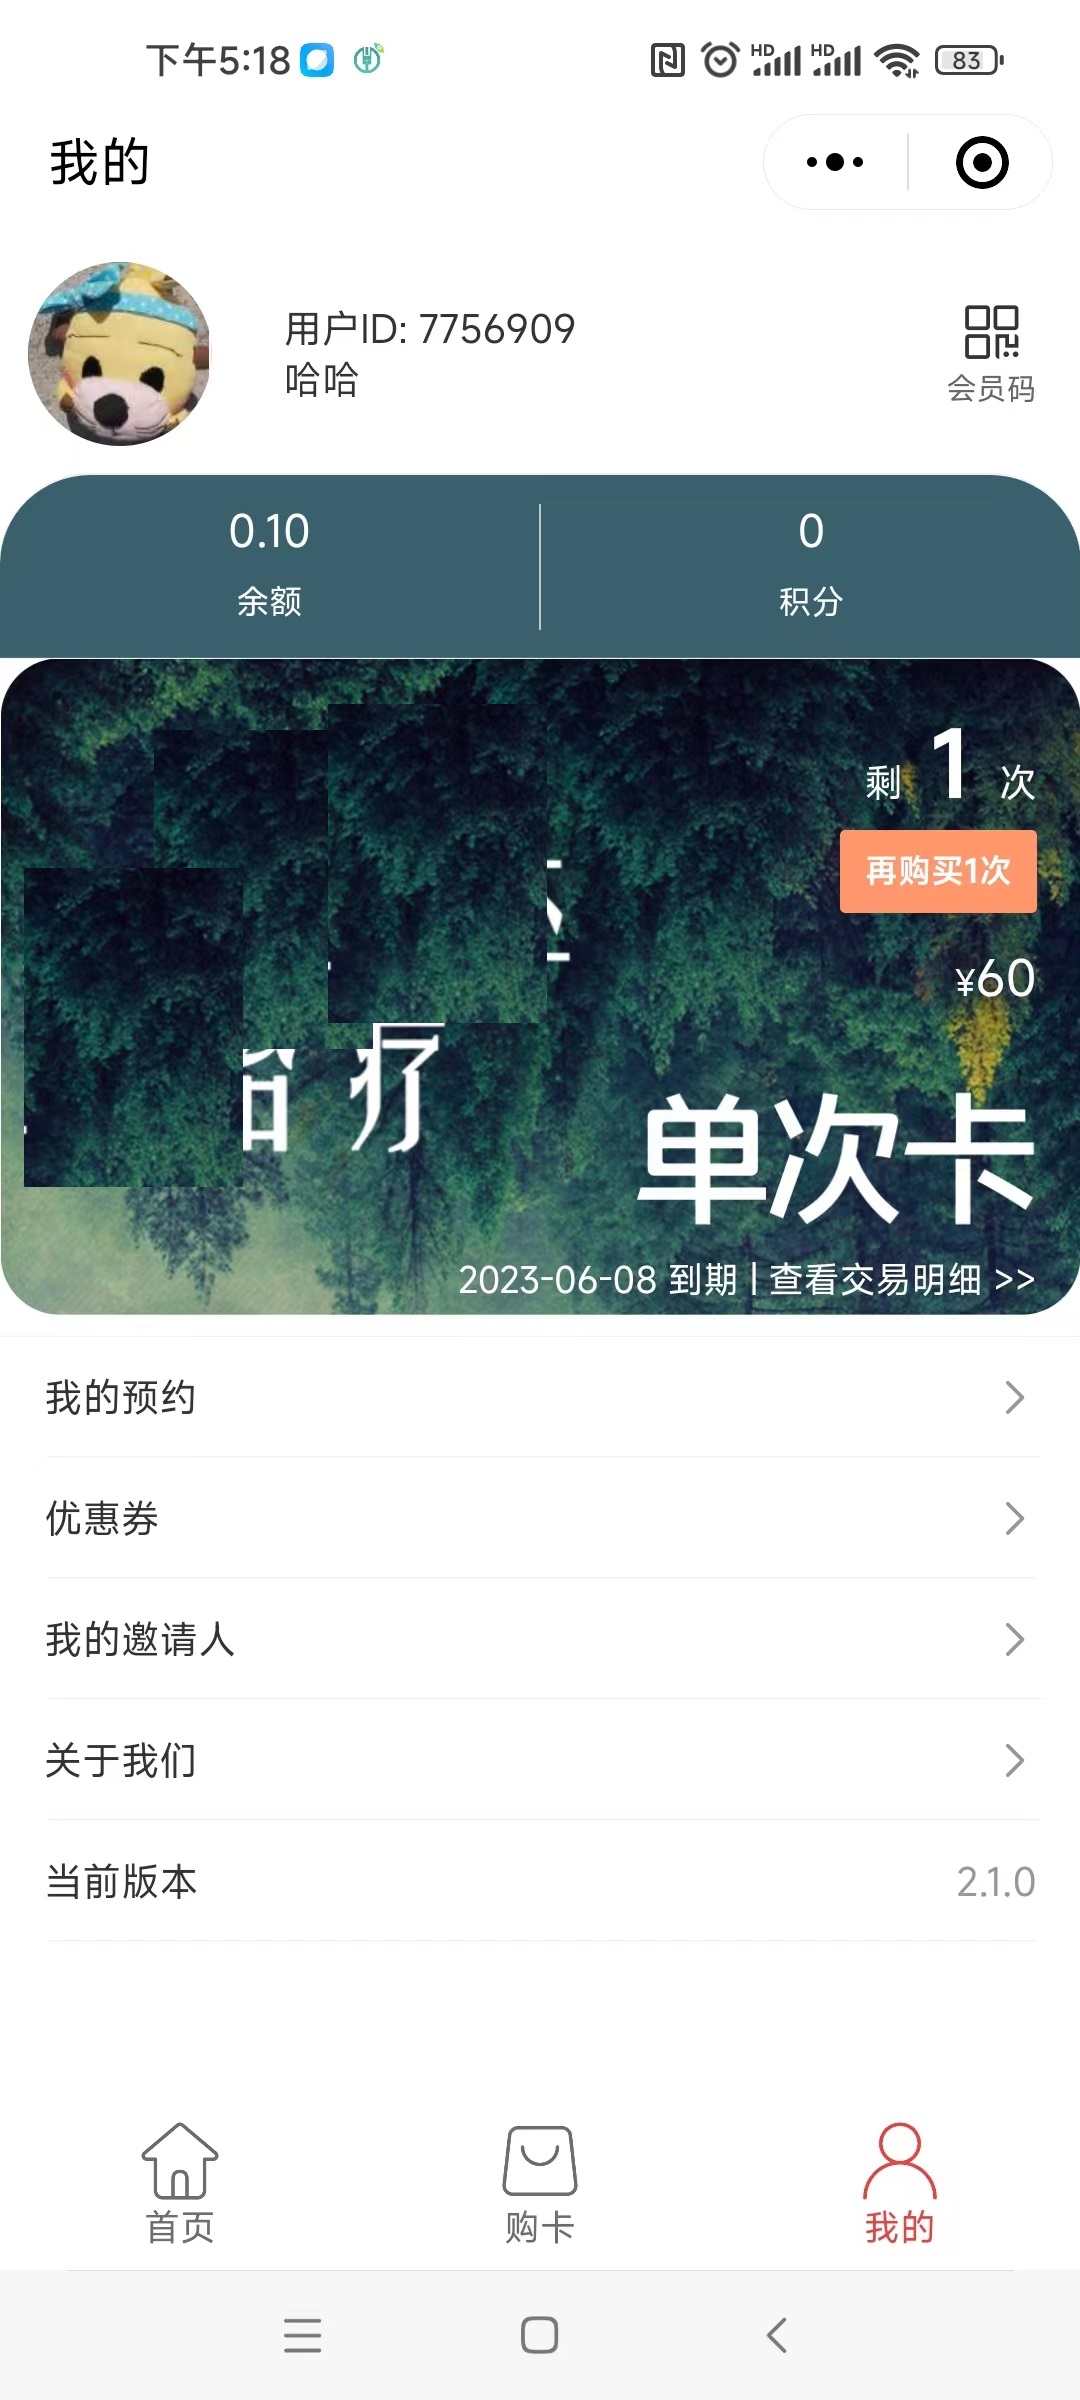 下午5:18
HD HD 83
我的
用户ID: 7756909
哈哈
会员码
0.10
余额
0
积分
剩 1 次
再购买1次
¥60
疗
单次卡
2023-06-08 到期 | 查看交易明细 >>
我的预约
优惠券
我的邀请人
关于我们
当前版本
2.1.0
首页
购卡
我的